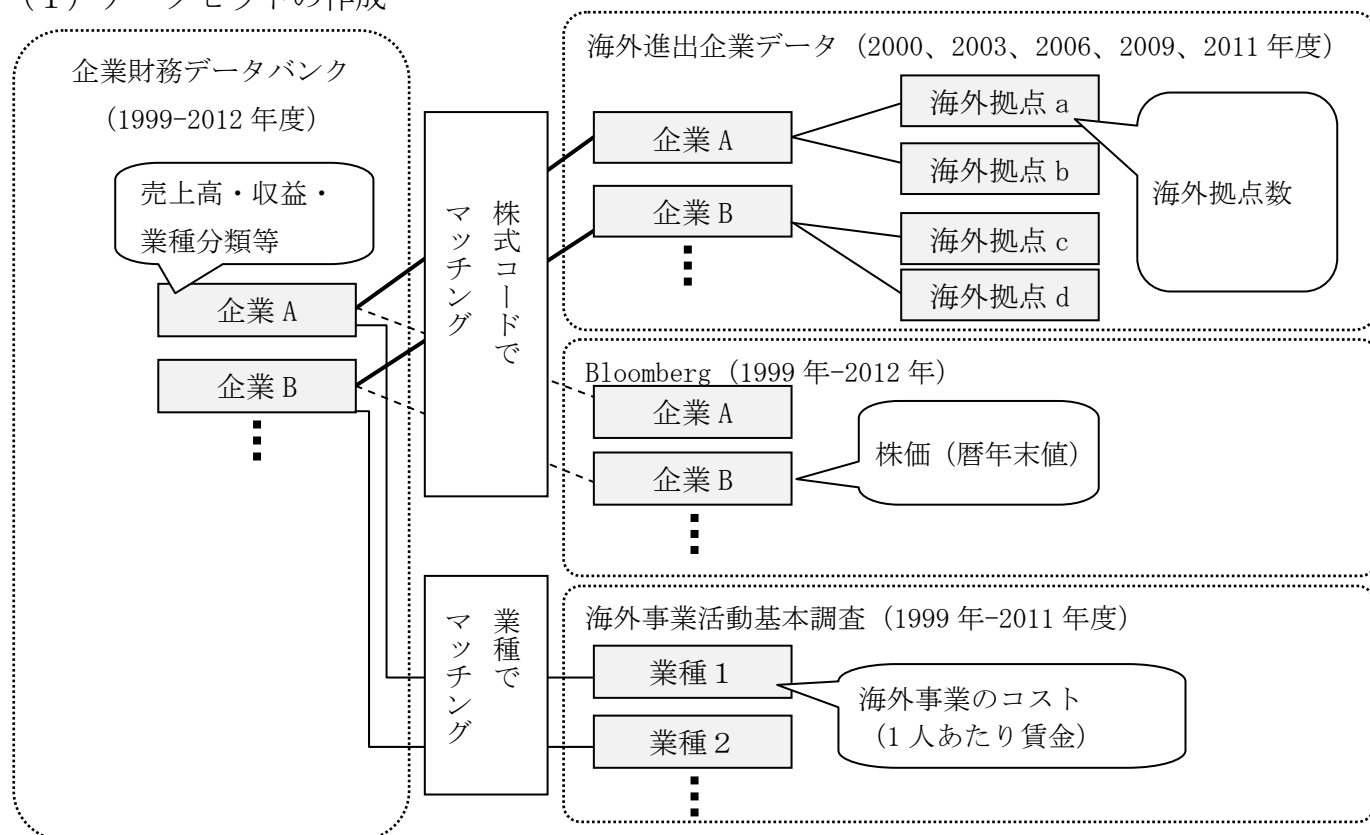 (1)データセットの作成
企業財務データバンク
(1999-2012 年度)
売上高・収益・
業種分類等
企業 A
企業 B
株式コードで
マッチング
業種で
マッチング
海外進出企業データ(2000、2003、2006、2009、2011 年度)
企業 A
企業 B
海外拠点 a
海外拠点 b
海外拠点 c
海外拠点 d
海外拠点数
Bloomberg(1999 年-2012 年)
企業 A
企業 B
株価(暦年末値)
海外事業活動基本調査(1999 年-2011 年度)
業種1
業種2
海外事業のコスト
(1 人あたり賃金)